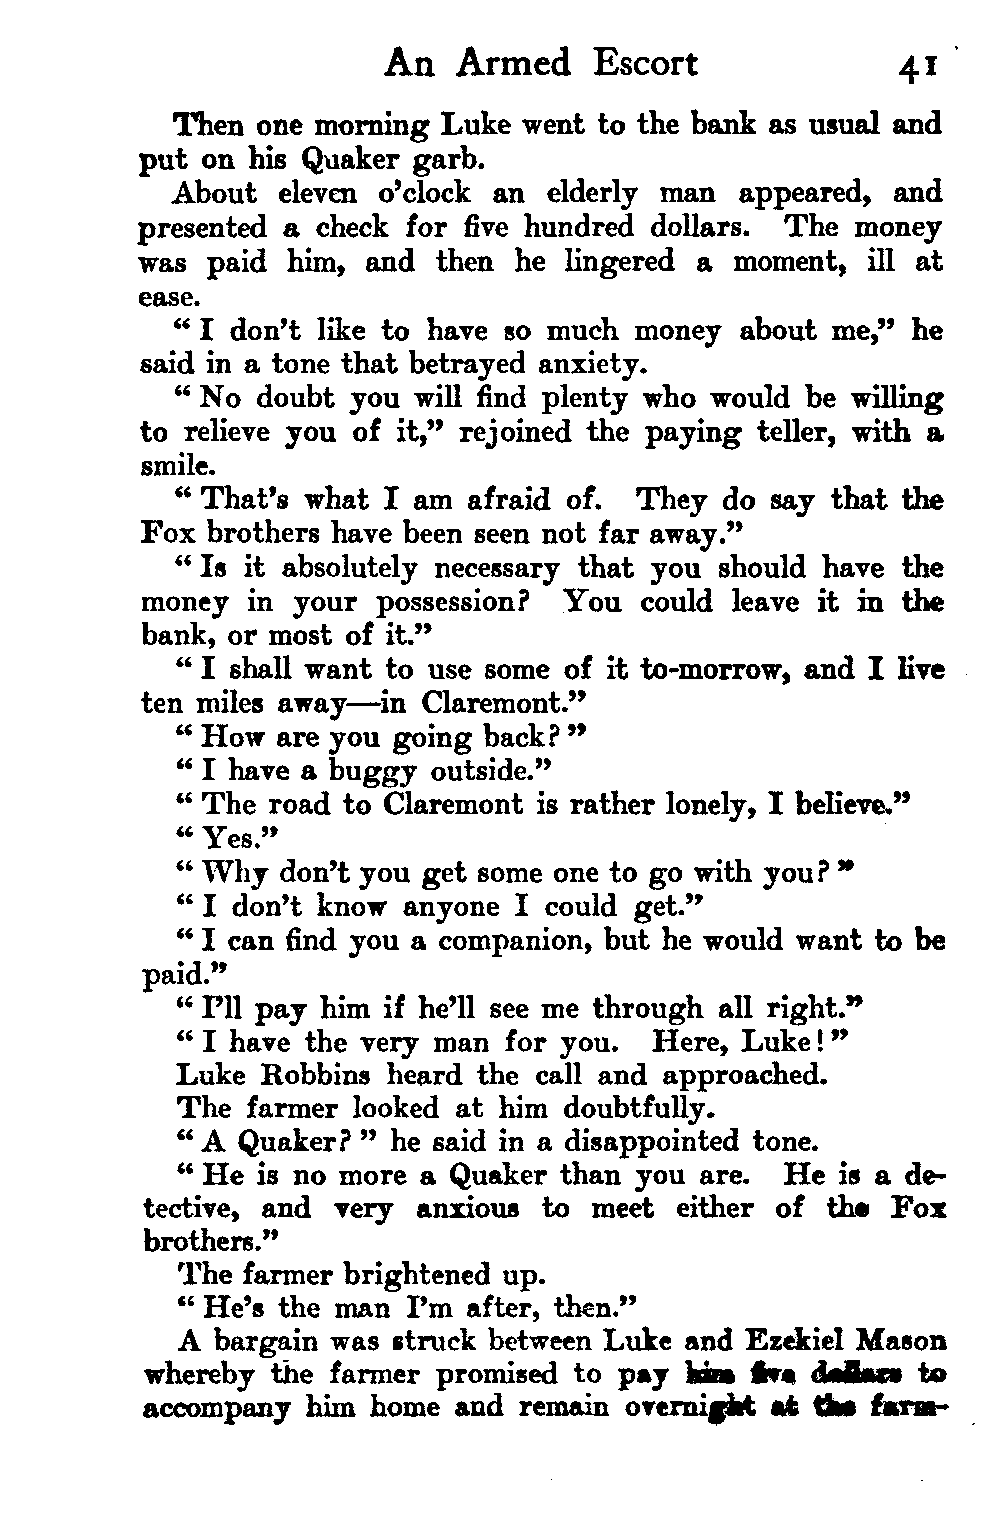 An Armed Escort 41
Then one morning Luke went to the bank as usual and
put on his Quaker garb.
About eleven o’clock an elderly man appeared, and
presented a check for five hundred dollars. The money
was paid him, and then he lingered a moment, ill at
ease.
“ I don’t like to have so much money about me,” he
said in a tone that betrayed anxiety.
“ No doubt you will find plenty who would be willing
to relieve you of it,” rejoined the paying teller, with a
smile.
“ That’s what I am afraid of. They do say that the
Fox brothers have been seen not far away.”
“ Is it absolutely necessary that you should have the
money in your possession? You could leave it in the
bank, or most of it.”
“ I shall want to use some of it to-morrow, and I live
ten miles away—in Claremont.”
“ How are you going back? ”
“ I have a buggy outside.”
“ The road to Claremont is rather lonely, I believe.”
“ Yes.”
“ Why don’t you get some one to go with you? ”
“ I don’t know anyone I could get.”
“ I can find you a companion, but he would want to be
paid.”
“ I’ll pay him if he’ll see me through all right.”
“ I have the very man for you. Here, Luke! ”
Luke Robbins heard the call and approached.
The farmer looked at him doubtfully.
“ A Quaker? ” he said in a disappointed tone.
“ He is no more a Quaker than you are. He is a de-
tective, and very anxious to meet either of the Fox
brothers.”
The farmer brightened up.
“ He’s the man I’m after, then.”
A bargain was struck between Luke and Ezekiel Mason
whereby the farmer promised to pay him five dollars to
accompany him home and remain overnight at the farm-